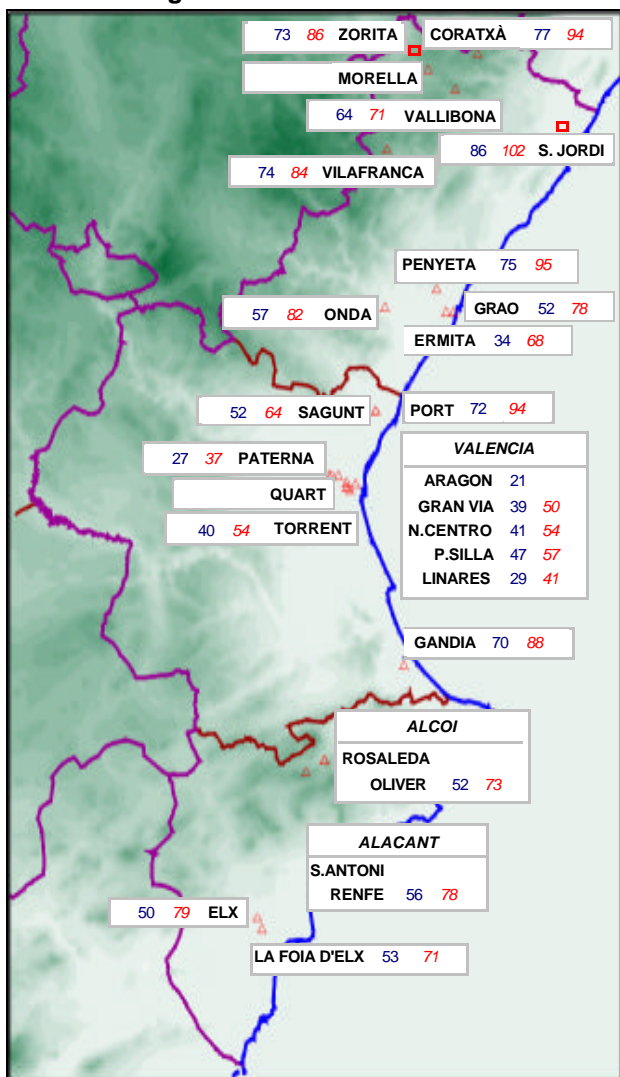 73 86 ZORITA
CORATXÀ 77 94
MORELLA
64 71 VALLIBONA
86 102 S. JORDI
74 84 VILAFRANCA
PENYETA 75 95
57 82 ONDA
GRAO 52 78
ERMITA 34 68
52 64 SAGUNT
PORT 72 94
VALENCIA
ARAGON 21
GRAN VIA 39 50
N.CENTRO 41 54
P.SILLA 47 57
LINARES 29 41
27 37 PATERNA
QUART
40 54 TORRENT
GANDIA 70 88
ALCOI
ROSALEDA
OLIVER 52 73
ALACANT
S.ANTONI
RENFE 56 78
50 79 ELX
LA FOIA D'ELX 53 71